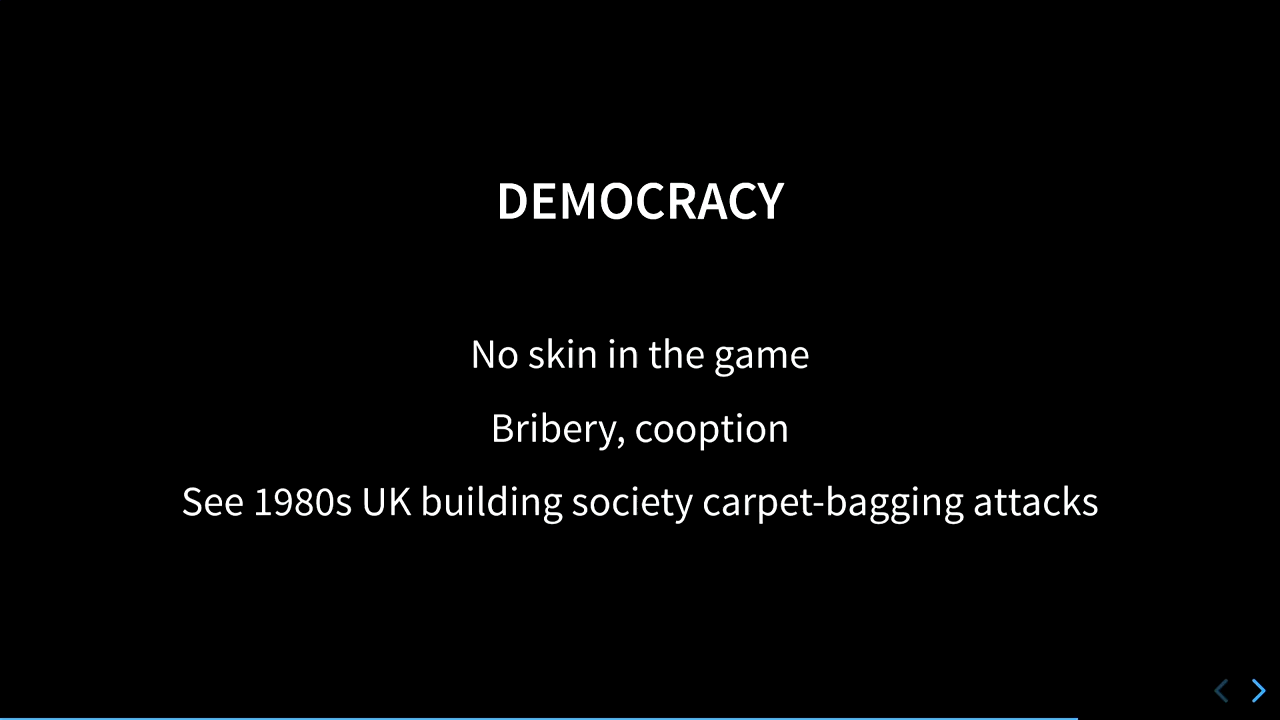 DEMOCRACY
No skin in the game
Bribery, cooption
See 1980s UK building society carpet-bagging attacks